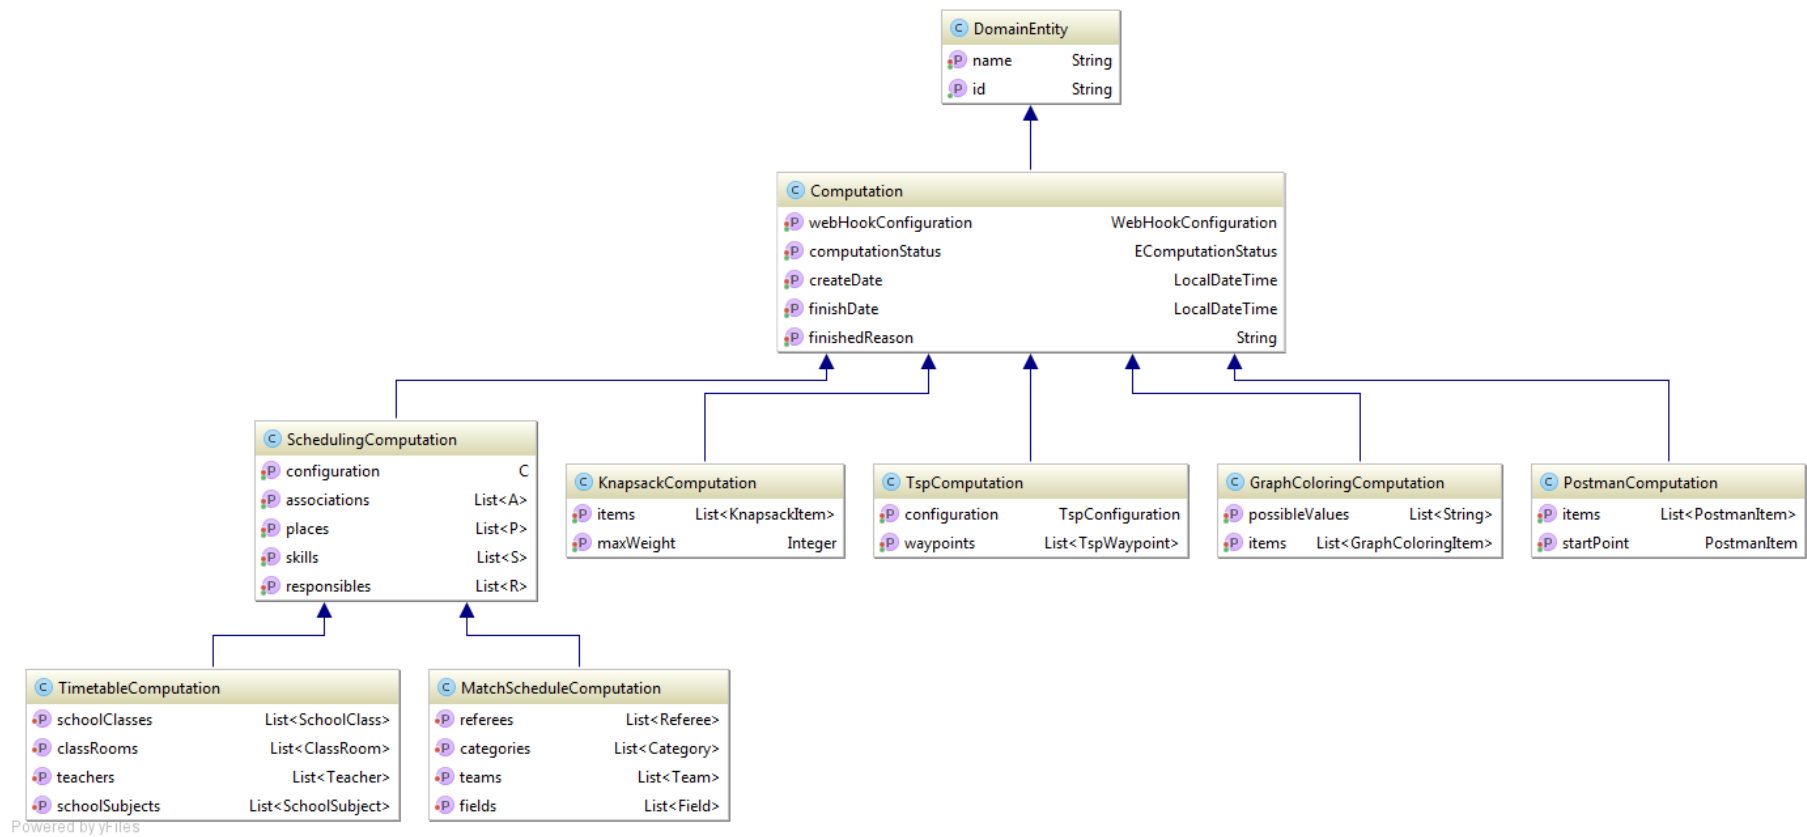 DomainEntity
name String
id String
Computation
webHookConfiguration WebHookConfiguration
computationStatus EComputationStatus
createDate LocalDateTime
finishDate LocalDateTime
finishedReason String
SchedulingComputation
configuration C
associations List<A>
places List<P>
skills List<S>
responsibles List<R>
KnapsackComputation
items List<KnapsackItem>
maxWeight Integer
TspComputation
configuration TspConfiguration
waypoints List<TspWaypoint>
GraphColoringComputation
possibleValues List<String>
items List<GraphColoringItem>
PostmanComputation
items List<PostmanItem>
startPoint PostmanItem
TimetableComputation
schoolClasses List<SchoolClass>
classRooms List<ClassRoom>
teachers List<Teacher>
schoolSubjects List<SchoolSubject>
MatchScheduleComputation
referees List<Referee>
categories List<Category>
teams List<Team>
fields List<Field>
Powered by yFiles